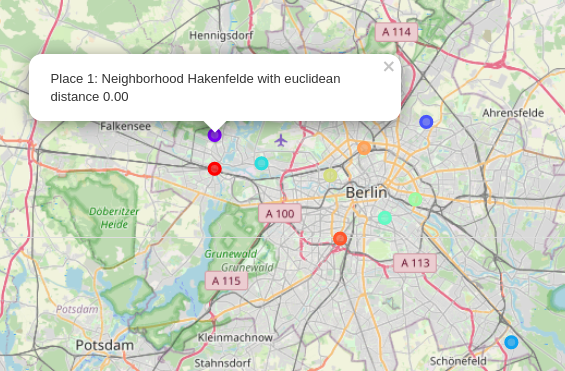 Hennigsdorf
A 114
×
Place 1: Neighborhood Hakenfelde with euclidean
distance 0.00
Ahrensfelde
Falkensee
Berlin
Döberitzer
Heide
A 100
Grunewald
Grunewald
A 113
A 115
Potsdam
Kleinmachnow
Potsdam
Stahnsdorf
Schönefeld